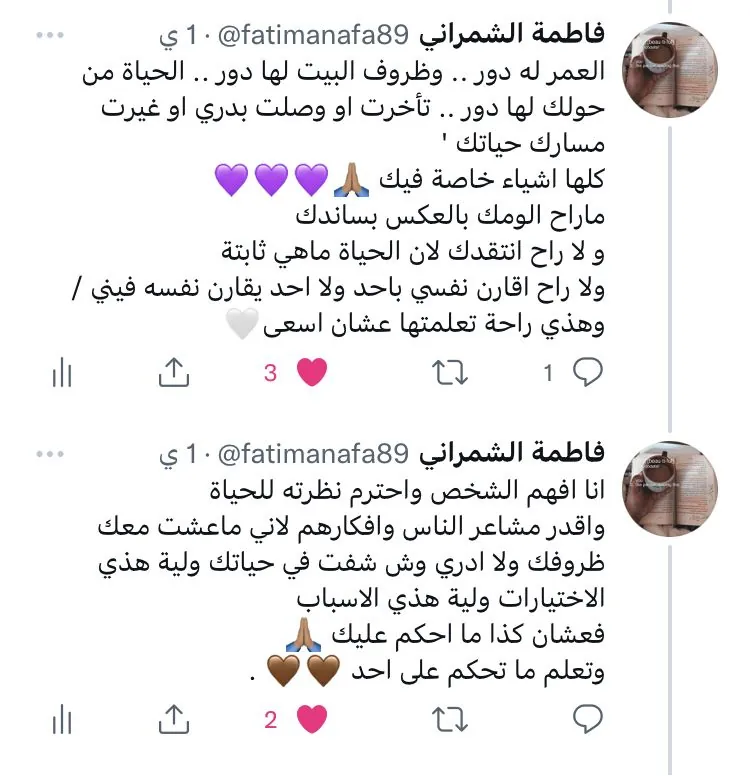 فاطمة الشمراني @fatimanafa89 · 1 ي
العمر له دور .. وظروف البيت لها دور .. الحياة من
حولك لها دور .. تأخرت او وصلت بدري او غيرت
مسارك حياتك '
كلها اشياء خاصة فيك 🙏🏽💜💜💜
ماراح الومك بالعكس بساندك
و لا راح انتقدك لان الحياة ماهي ثابتة
ولا راح اقارن نفسي باحد ولا احد يقارن نفسه فيني /
وهذي راحة تعلمتها عشان اسعى🤍
1 3
فاطمة الشمراني @fatimanafa89 · 1 ي
انا افهم الشخص واحترم نظرته للحياة
واقدر مشاعر الناس وافكارهم لاني ماعشت معك
ظروفك ولا ادري وش شفت في حياتك ولية هذي
الاختيارات ولية هذي الاسباب
فعشان كذا ما احكم عليك 🙏🏽
وتعلم ما تحكم على احد 🤎🤎 .
2